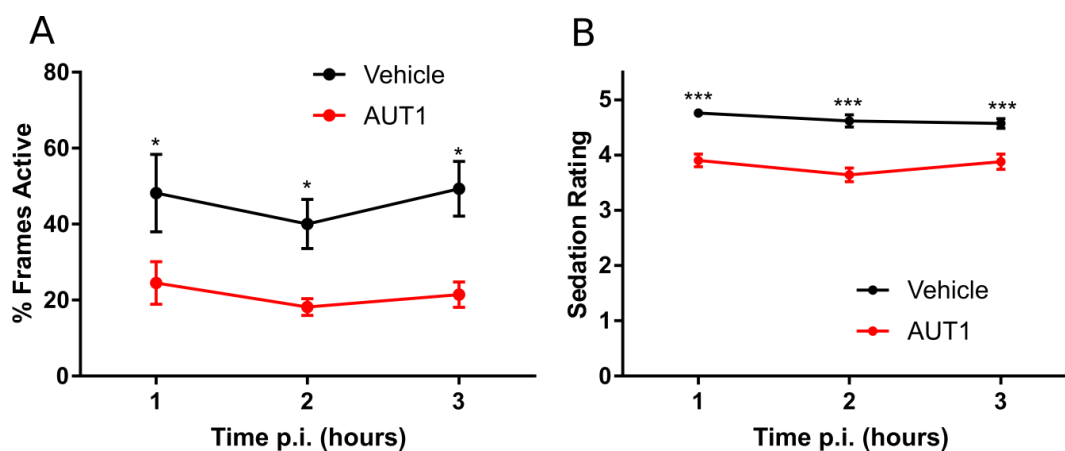 A
% Frames Active
80
60
40
20
0
Vehicle
AUT1
*
*
*
1 2 3
Time p.i. (hours)
B
Sedation Rating
5
4
3
2
1
0
***
***
***
Vehicle
AUT1
1 2 3
Time p.i. (hours)